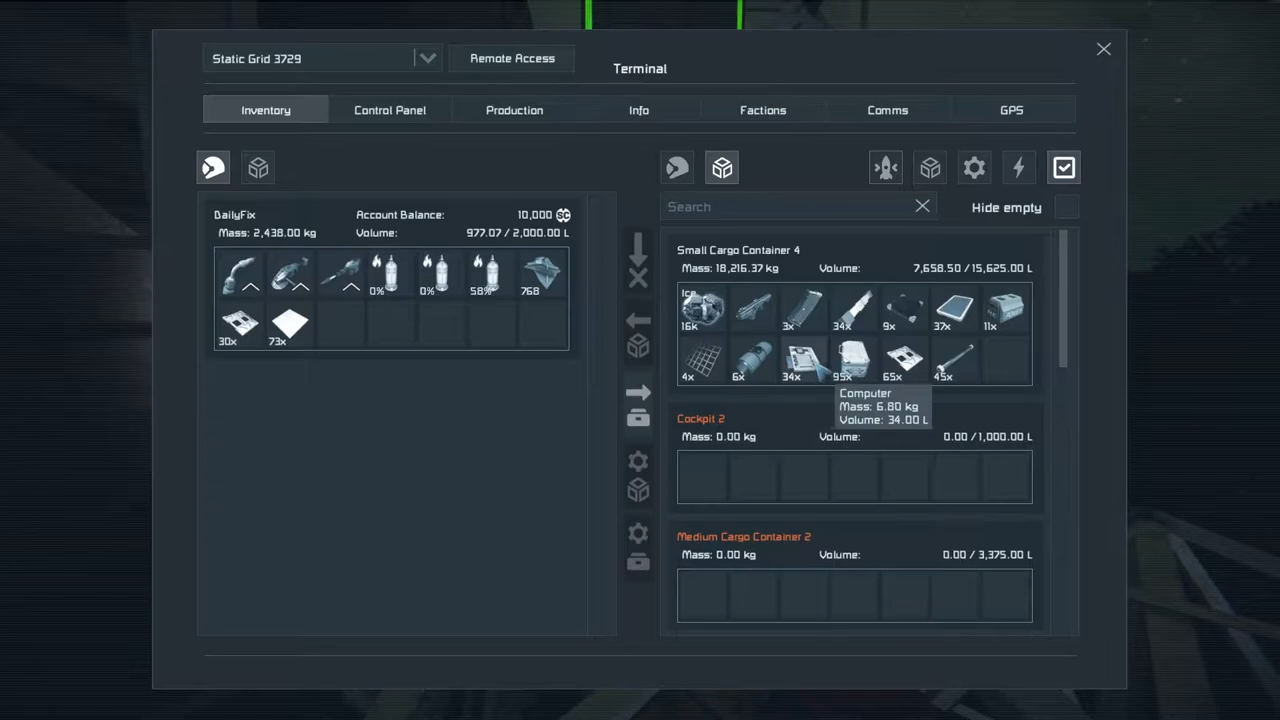 Static Grid 3729
Remote Access
Terminal
Inventory
Control Panel
Production
Info
Factions
Comms
GPS
DailyFix
Account Balance:
10,000 SC
Mass: 2,438.00 kg
Volume:
977.07 / 2,000.00 L
0%
0%
58%
768
30x
73x
Search
Hide empty
Small Cargo Container 4
Mass: 18,216.37 kg
Volume:
7,658.50 / 15,625.00 L
Ice
16k
3x
34x
9x
37x
11x
4x
6x
34x
95x
65x
45x
Computer
Mass: 6.80 kg
Volume: 34.00 L
Cockpit 2
Mass: 0.00 kg
Volume:
0.00 / 1,000.00 L
Medium Cargo Container 2
Mass: 0.00 kg
Volume:
0.00 / 3,375.00 L